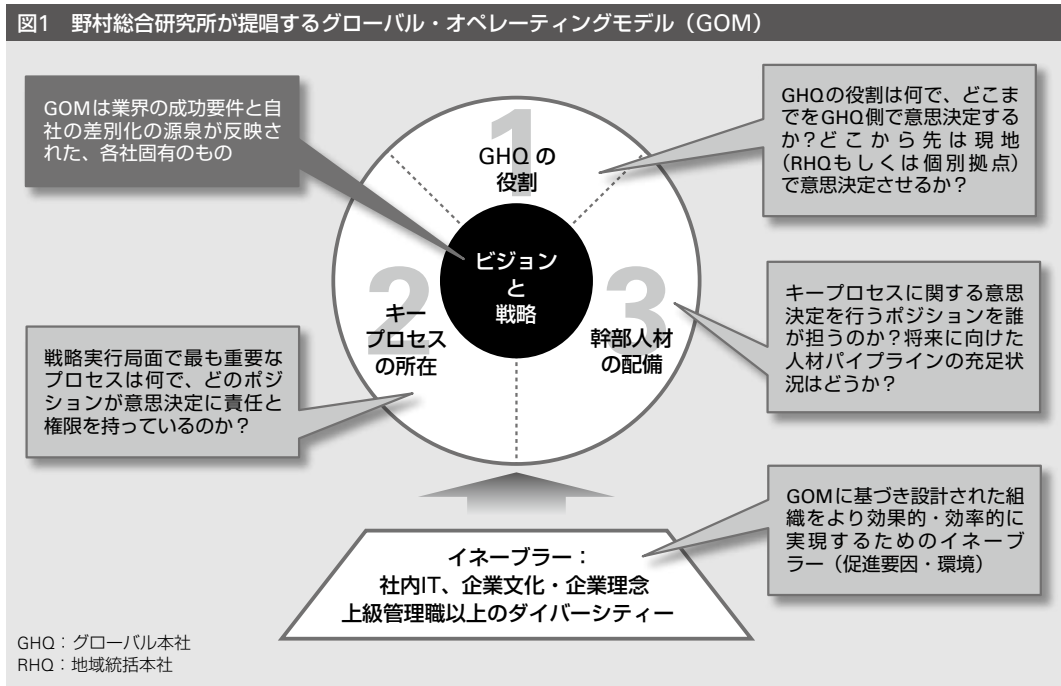 図1 野村総合研究所が提唱するグローバル・オペレーティングモデル（GOM）
GOMは業界の成功要件と自
社の差別化の源泉が反映さ
れた、各社固有のもの
1
GHQ の
役割
GHQの役割は何で、どこま
でをGHQ側で意思決定する
か？どこから先は現地
（RHQもしくは個別拠点）
で意思決定させるか？
ビジョン
と
戦略
2
キー
プロセス
の所在
3
幹部人材
の配備
キープロセスに関する意思
決定を行うポジションを誰
が担うのか？将来に向けた
人材パイプラインの充足状
況はどうか？
戦略実行局面で最も重要な
プロセスは何で、どのポジ
ションが意思決定に責任と
権限を持っているのか？
GOMに基づき設計された組
織をより効果的・効率的に
実現するためのイネーブ
ラー（促進要因・環境）
イネーブラー：
社内IT、企業文化・企業理念
上級管理職以上のダイバーシティー
GHQ：グローバル本社
RHQ：地域統括本社